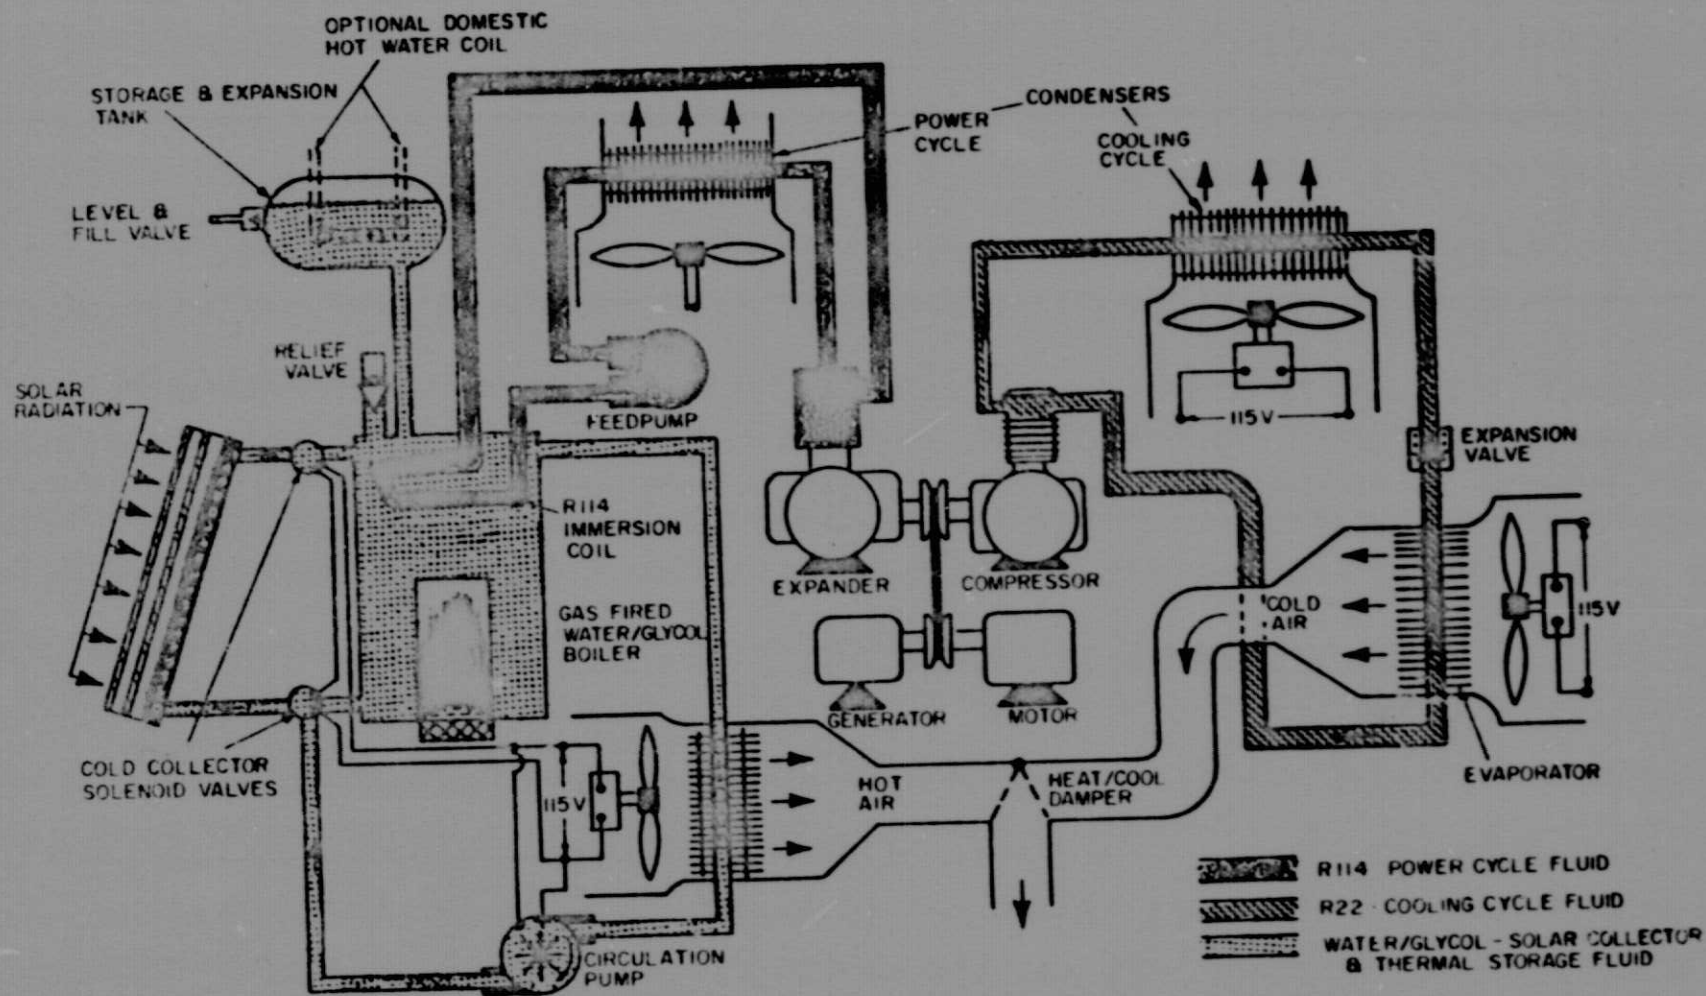 OPTIONAL DOMESTIC
HOT WATER COIL
STORAGE & EXPANSION
TANK
LEVEL &
FILL VALVE
CONDENSERS
POWER
CYCLE
COOLING
CYCLE
RELIEF
VALVE
SOLAR
RADIATION
FEEDPUMP
115V
EXPANSION
VALVE
R114
IMMERSION
COIL
EXPANDER
COMPRESSOR
GAS FIRED
WATER/GLYCOL
BOILER
COLD
AIR
115V
GENERATOR
MOTOR
COLD COLLECTOR
SOLENOID VALVES
115V
HOT
AIR
HEAT/COOL
DAMPER
EVAPORATOR
CIRCULATION
PUMP
R114 POWER CYCLE FLUID
R22 - COOLING CYCLE FLUID
WATER/GLYCOL - SOLAR COLLECTOR
& THERMAL STORAGE FLUID